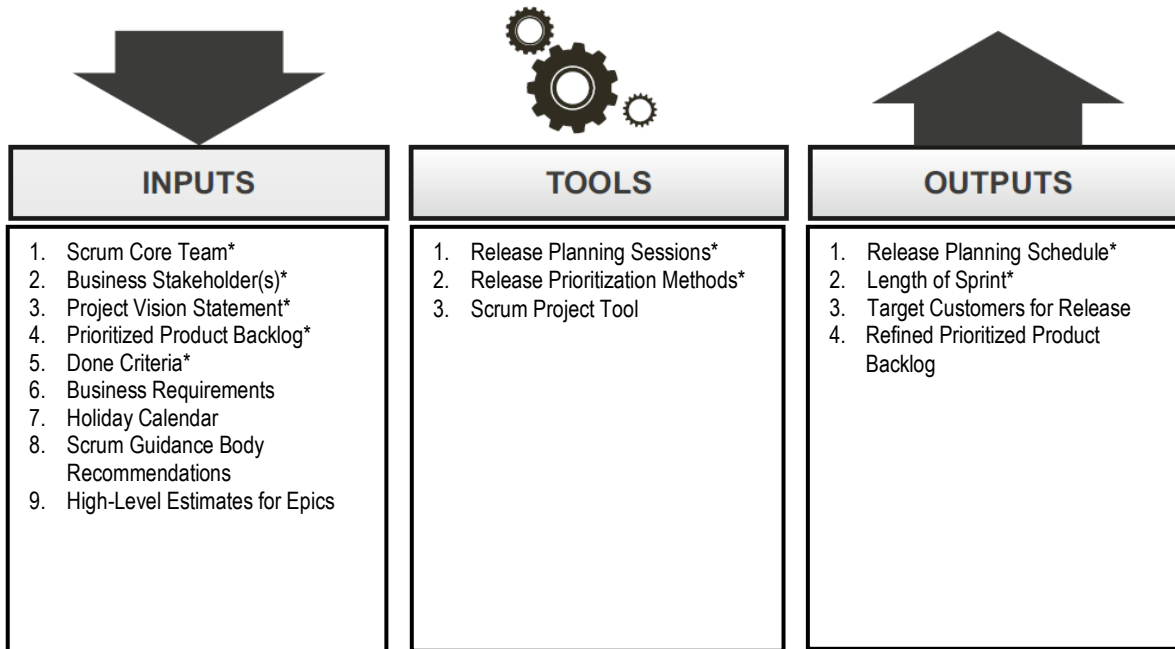 INPUTS
1. Scrum Core Team*
2. Business Stakeholder(s)*
3. Project Vision Statement*
4. Prioritized Product Backlog*
5. Done Criteria*
6. Business Requirements
7. Holiday Calendar
8. Scrum Guidance Body
Recommendations
9. High-Level Estimates for Epics
TOOLS
1. Release Planning Sessions*
2. Release Prioritization Methods*
3. Scrum Project Tool
OUTPUTS
1. Release Planning Schedule*
2. Length of Sprint*
3. Target Customers for Release
4. Refined Prioritized Product
Backlog